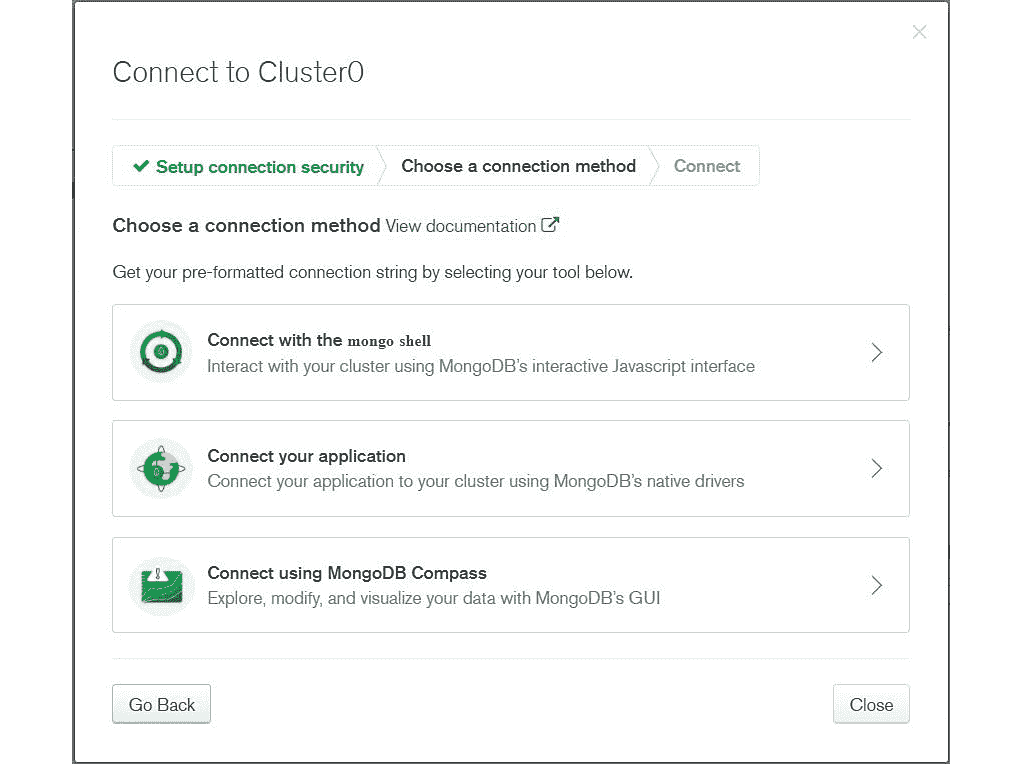 Connect to Cluster0
Setup connection security
Choose a connection method
Connect
Choose a connection method View documentation
Get your pre-formatted connection string by selecting your tool below.
Connect with the mongo shell
Interact with your cluster using MongoDB's interactive Javascript interface
Connect your application
Connect your application to your cluster using MongoDB's native drivers
Connect using MongoDB Compass
Explore, modify, and visualize your data with MongoDB's GUI
Go Back
Close